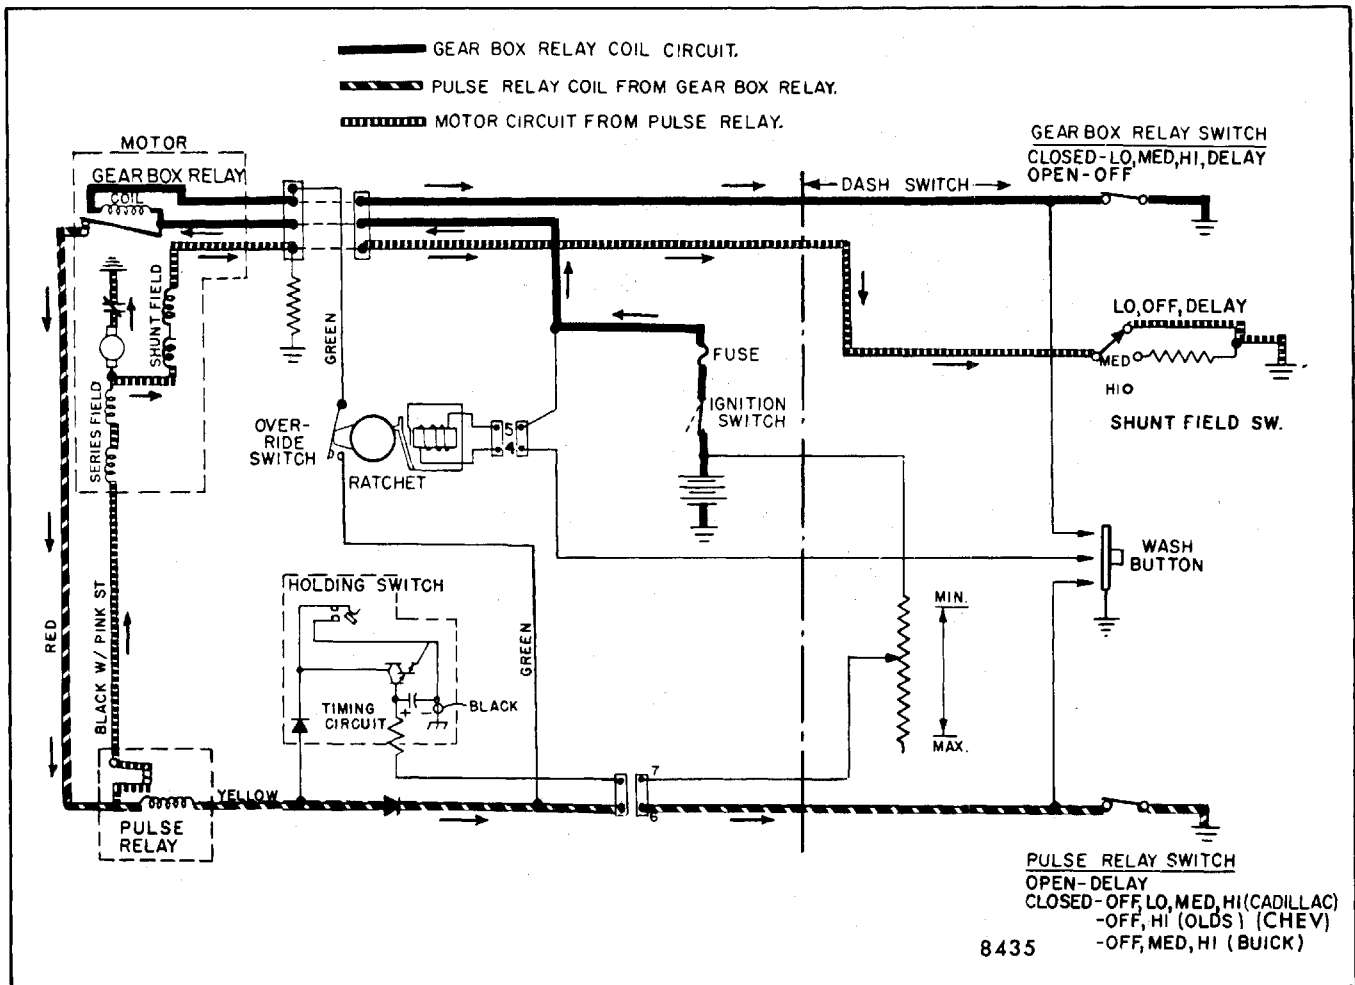 GEAR BOX RELAY COIL CIRCUIT.
PULSE RELAY COIL FROM GEAR BOX RELAY.
MOTOR CIRCUIT FROM PULSE RELAY.
MOTOR
GEAR BOX RELAY
COIL
GEAR BOX RELAY SWITCH
CLOSED-LO,MED,HI,DELAY
OPEN-OFF
DASH SWITCH
SHUNT FIELD
SERIES FIELD
GREEN
FUSE
IGNITION
SWITCH
LO,OFF,DELAY
MED
HI
SHUNT FIELD SW.
OVER-
RIDE
SWITCH
RATCHET
5
4
WASH
BUTTON
RED
BLACK W/ PINK ST
HOLDING SWITCH
TIMING
CIRCUIT
+
-
BLACK
GREEN
MIN.
MAX.
7
6
YELLOW
PULSE
RELAY
PULSE RELAY SWITCH
OPEN-DELAY
CLOSED-OFF,LO,MED,HI(CADILLAC)
-OFF,HI (OLDS) (CHEV)
-OFF,MED,HI (BUICK)
8435